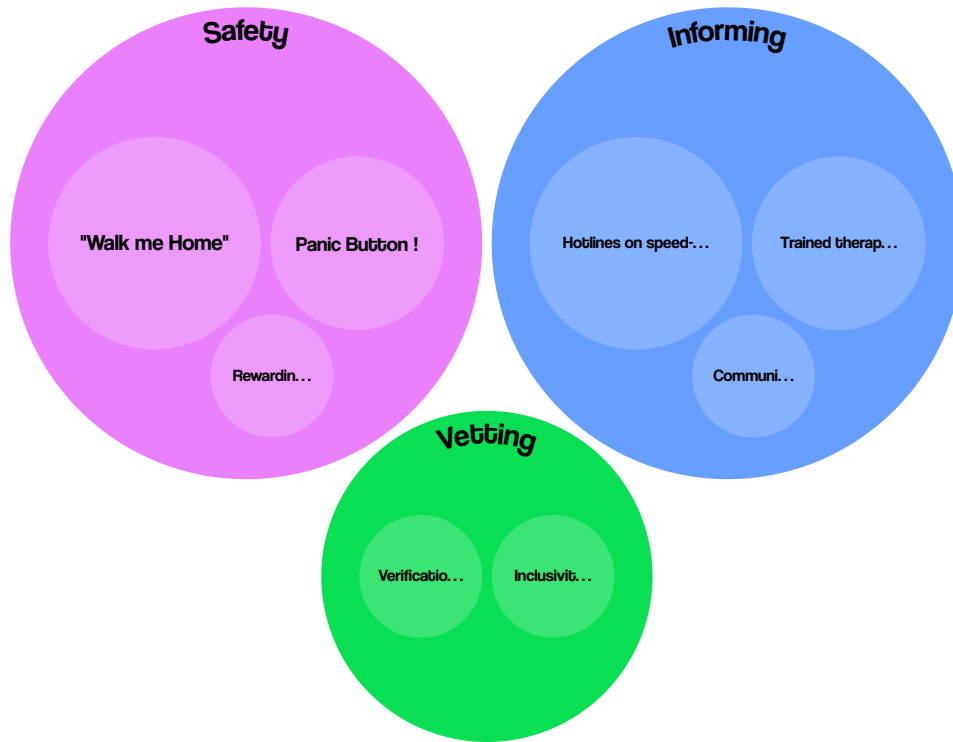 Safety
Informing
"Walk me Home"
Panic Button !
Hotlines on speed-...
Trained therap...
Rewardin...
Communi...
Vetting
Verificatio...
Inclusivit...